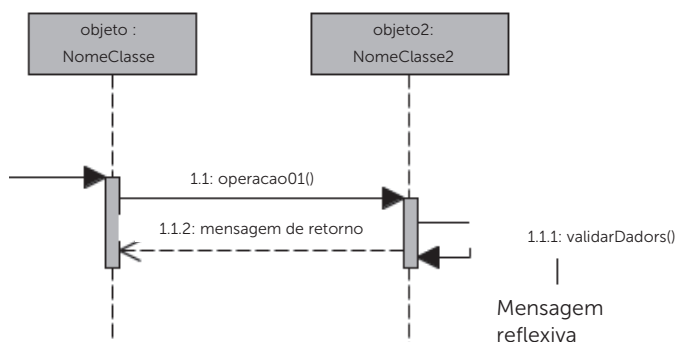 objeto :
NomeClasse
objeto2:
NomeClasse2
1.1: operacao01()
1.1.2: mensagem de retorno
1.1.1: validarDadors()
Mensagem
reflexiva